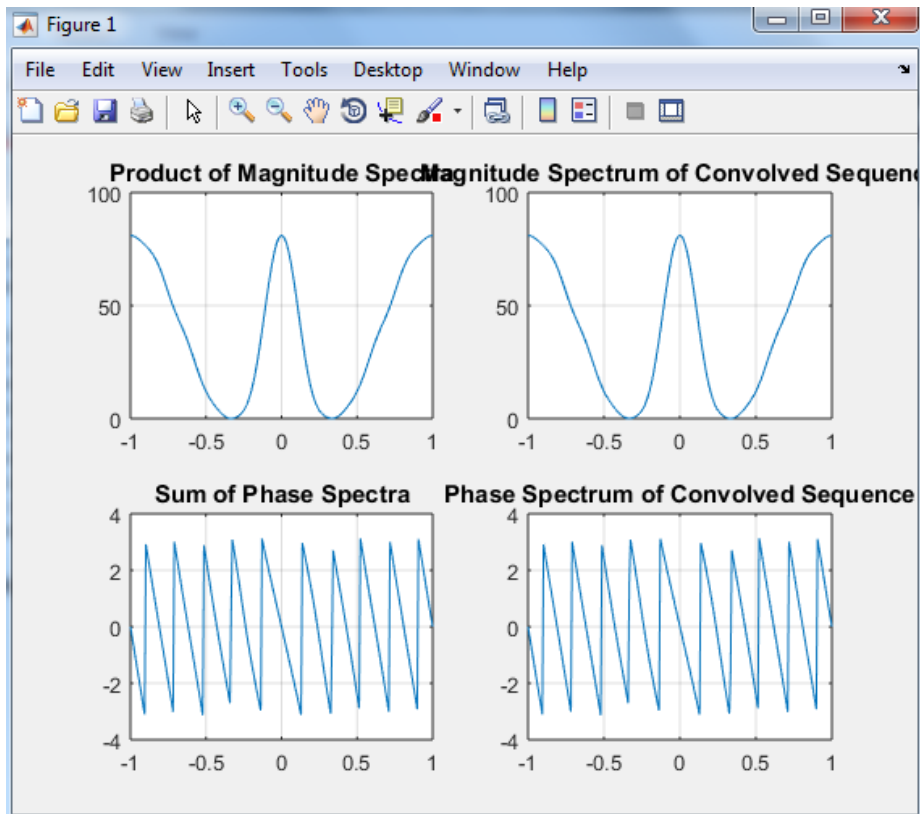 Figure 1
File Edit View Insert Tools Desktop Window Help
Product of Magnitude Spectra
Magnitude Spectrum of Convolved Sequen
100
50
0
-1 -0.5 0 0.5 1
100
50
0
-1 -0.5 0 0.5 1
Sum of Phase Spectra
Phase Spectrum of Convolved Sequence
4
2
0
-2
-4
-1 -0.5 0 0.5 1
4
2
0
-2
-4
-1 -0.5 0 0.5 1